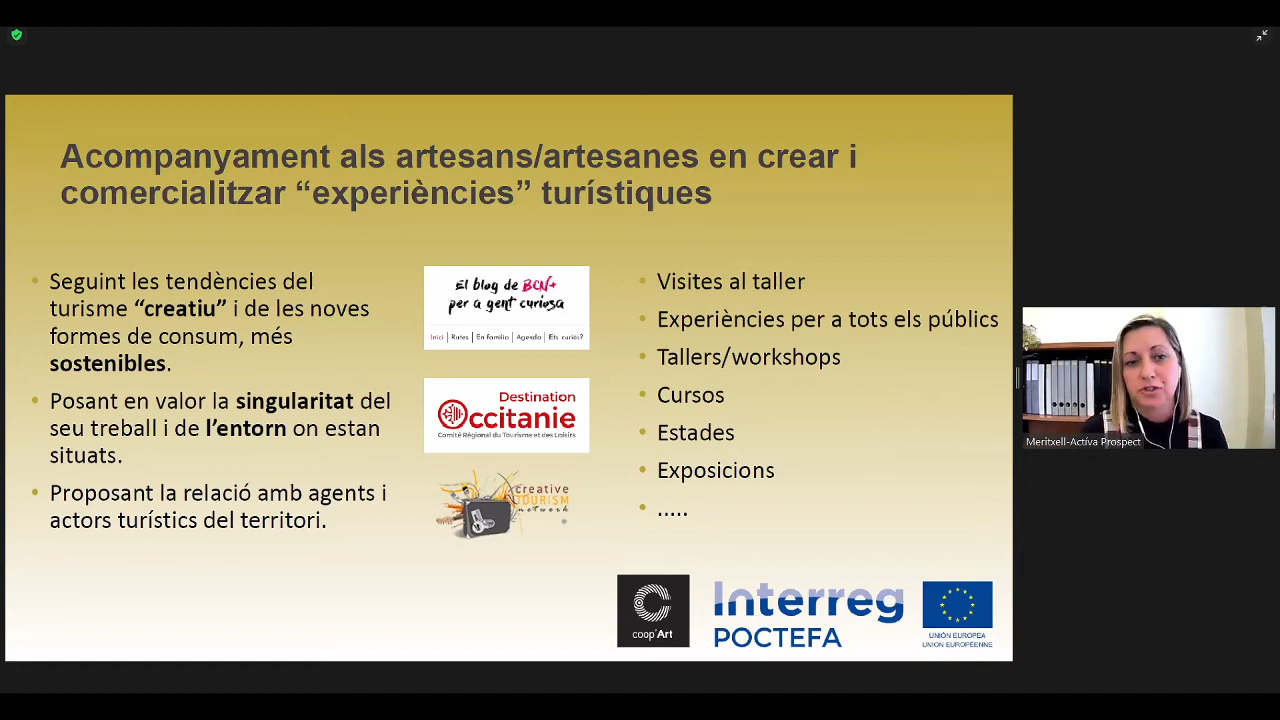 Acompanyament als artesans/artesanes en crear i
comercialitzar “experiències” turístiques
• Seguint les tendències del
turisme “creatiu” i de les noves
formes de consum, més
sostenibles.
• Posant en valor la singularitat del
seu treball i de l’entorn on estan
situats.
• Proposant la relació amb agents i
actors turístics del territori.
El blog de BCN+
per a gent curiosa
Inici | Rutes | En família | Agenda | Ets curiós?
Destination
Occitanie
Comité Régional du Tourisme et des Loisirs
creative
TOURISM
network
®
• Visites al taller
• Experiències per a tots els públics
• Tallers/workshops
• Cursos
• Estades
• Exposicions
• .....
coop'Art
Interreg
POCTEFA
UNIÓN EUROPEA
UNION EUROPÉENNE
Meritxell-Activa Prospect